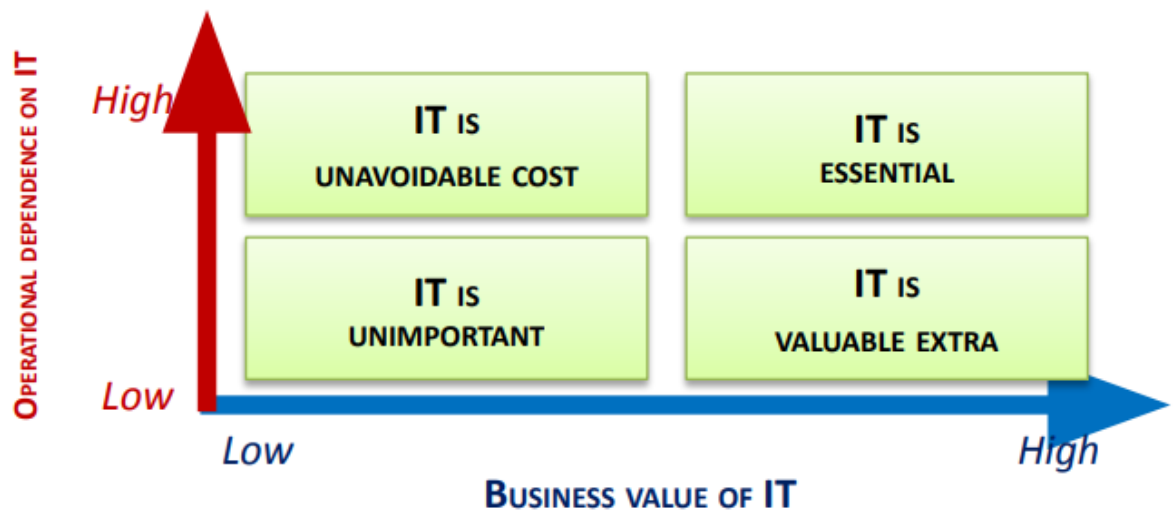 OPERATIONAL DEPENDENCE ON IT
High
IT IS
UNAVOIDABLE COST
IT IS
ESSENTIAL
IT IS
UNIMPORTANT
IT IS
VALUABLE EXTRA
Low
Low
High
BUSINESS VALUE OF IT